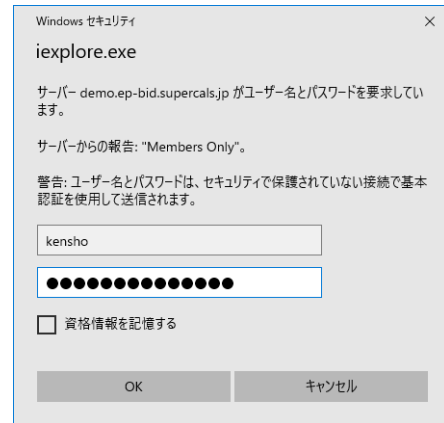 Windows セキュリティ
iexplore.exe
サーバー demo.ep-bid.supercals.jp がユーザー名とパスワードを要求してい
ます。
サーバーからの報告: "Members Only"。
警告: ユーザー名とパスワードは、セキュリティで保護されていない接続で基本
認証を使用して送信されます。
kensho
●●●●●●●●●●●●●●
資格情報を記憶する
OK
キャンセル